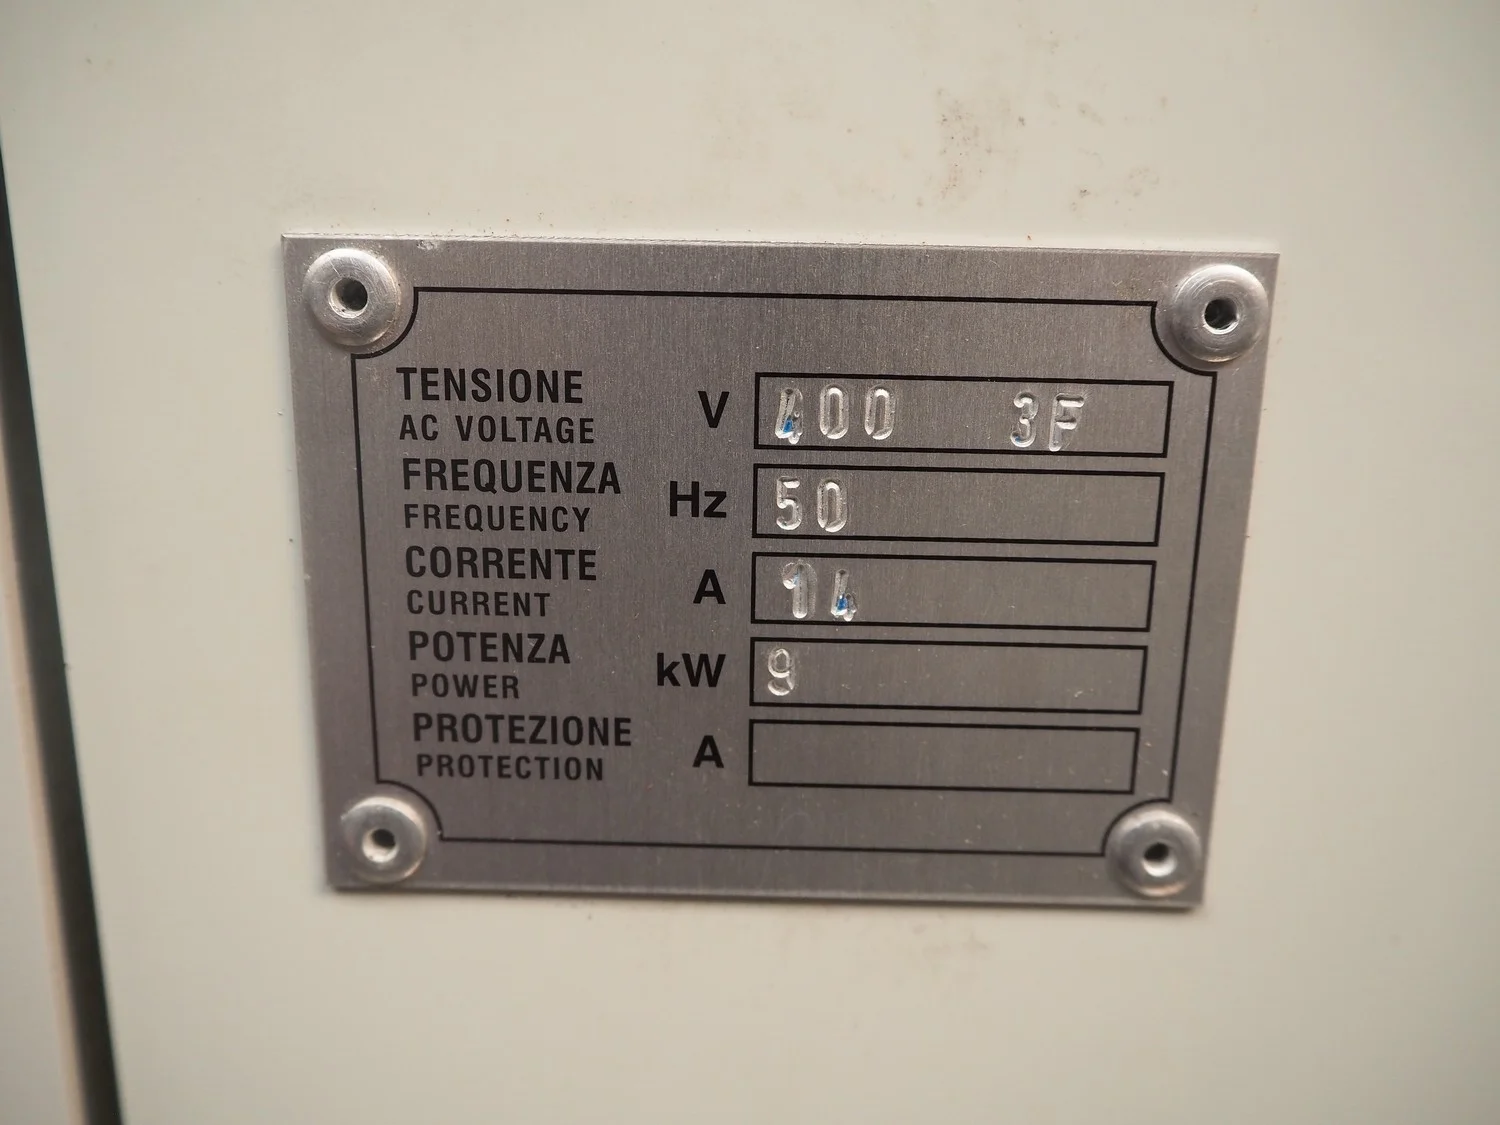 TENSIONE
AC VOLTAGE
V 400 3F
FREQUENZA
FREQUENCY
Hz 50
CORRENTE
CURRENT
A 14
POTENZA
POWER
kW 9
PROTEZIONE
PROTECTION
A